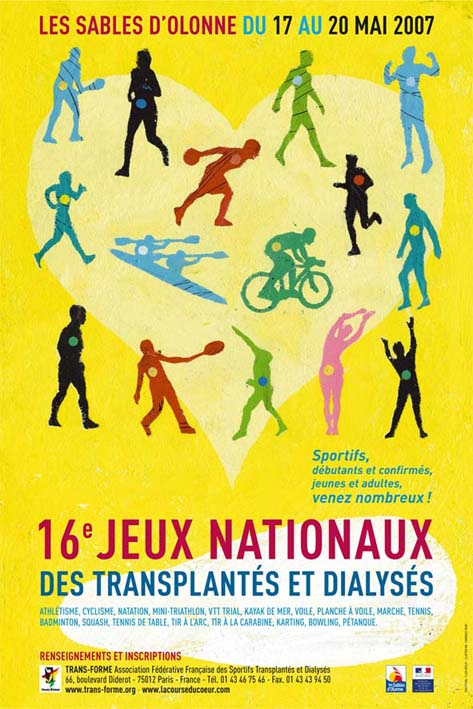 LES SABLES D'OLONNE DU 17 AU 20 MAI 2007
Sportifs,
débutants et confirmés,
jeunes et adultes,
venez nombreux !
16e JEUX NATIONAUX
DES TRANSPLANTÉS ET DIALYSÉS
ATHLÉTISME, CYCLISME, NATATION, MINI-TRIATHLON, VTT TRIAL, KAYAK DE MER, VOILE, PLANCHE À VOILE, MARCHE, TENNIS,
BADMINTON, SQUASH, TENNIS DE TABLE, TIR À L'ARC, TIR À LA CARABINE, KARTING, BOWLING, PÉTANQUE.
RENSEIGNEMENTS ET INSCRIPTIONS
TRANS-FORME Association Fédérative Française des Sportifs Transplantés et Dialysés
66, boulevard Diderot - 75012 Paris - France - Tél. 01 43 46 75 46 - Fax. 01 43 43 94 50
www.trans-forme.org - www.lacourseducoeur.com
les Sables
d'Olonne